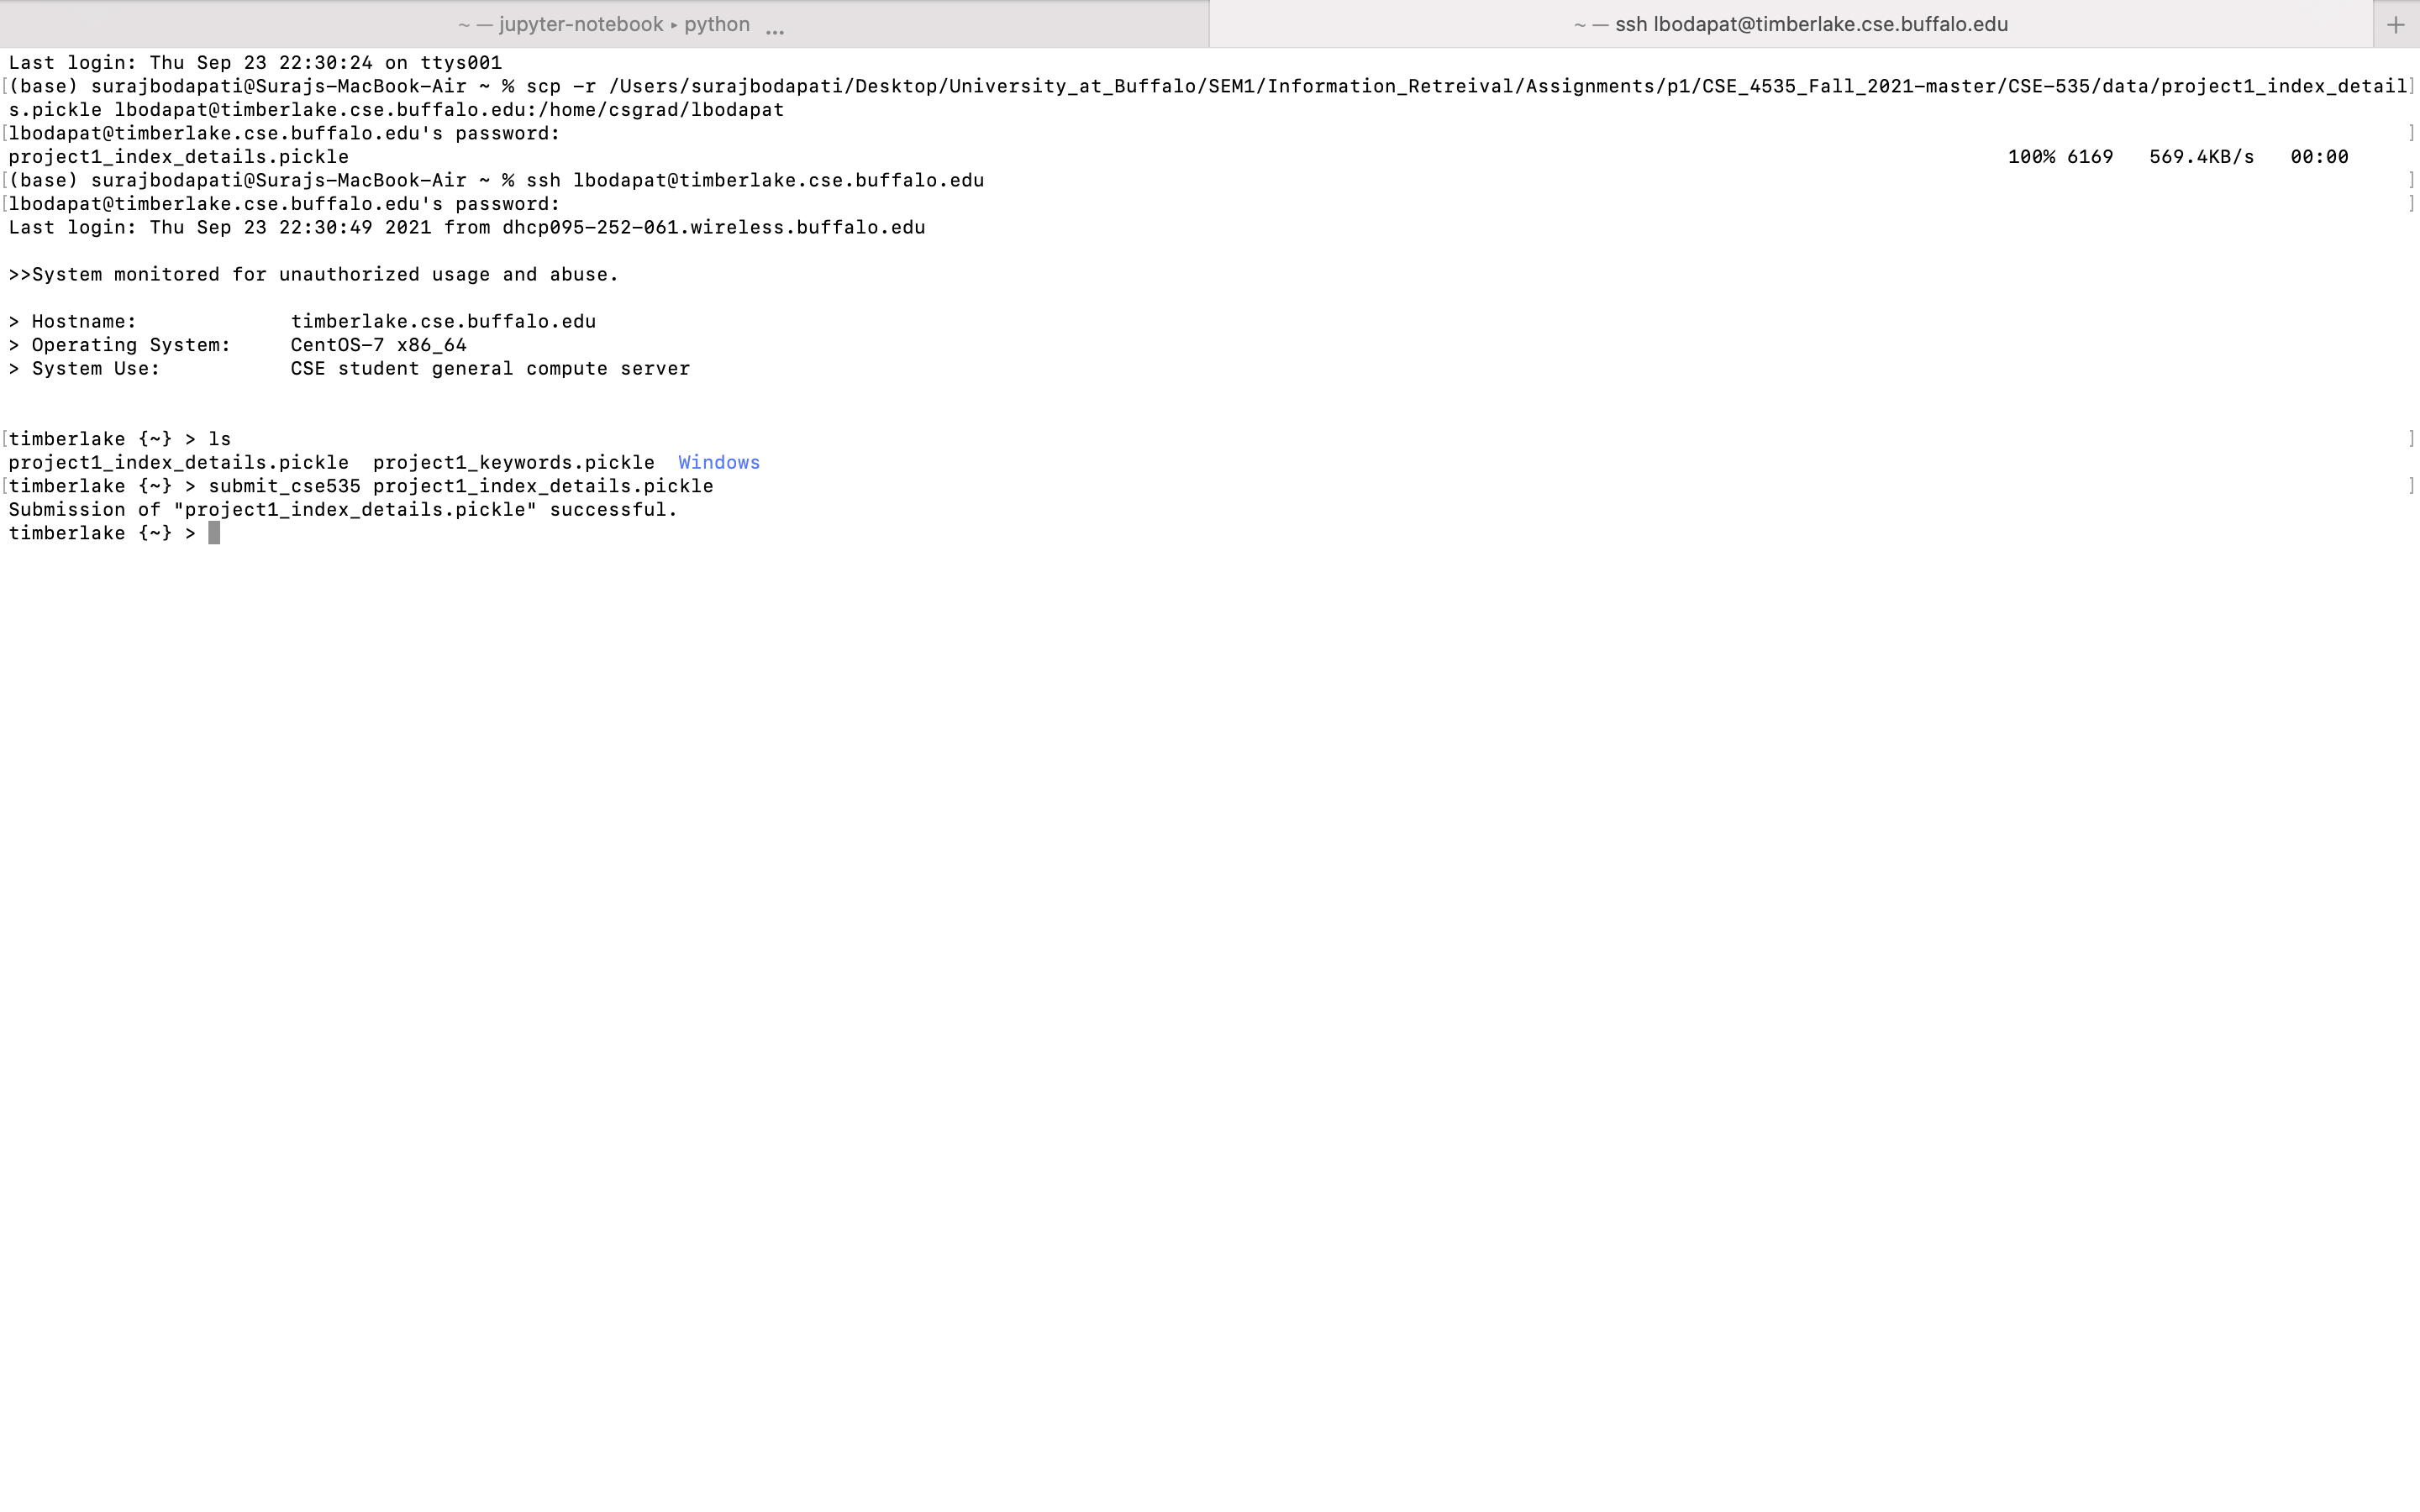 ~ — jupyter-notebook ▸ python ...
~ — ssh lbodapat@timberlake.cse.buffalo.edu
+
Last login: Thu Sep 23 22:30:24 on ttys001
[(base) surajbodapati@Surajs-MacBook-Air ~ % scp -r /Users/surajbodapati/Desktop/University_at_Buffalo/SEM1/Information_Retreival/Assignments/p1/CSE_4535_Fall_2021-master/CSE-535/data/project1_index_detail]
s.pickle lbodapat@timberlake.cse.buffalo.edu:/home/csgrad/lbodapat
[lbodapat@timberlake.cse.buffalo.edu's password: ]
project1_index_details.pickle 100% 6169 569.4KB/s 00:00
[(base) surajbodapati@Surajs-MacBook-Air ~ % ssh lbodapat@timberlake.cse.buffalo.edu ]
[lbodapat@timberlake.cse.buffalo.edu's password: ]
Last login: Thu Sep 23 22:30:49 2021 from dhcp095-252-061.wireless.buffalo.edu
>>System monitored for unauthorized usage and abuse.
> Hostname: timberlake.cse.buffalo.edu
> Operating System: CentOS-7 x86_64
> System Use: CSE student general compute server
[timberlake {~} > ls ]
project1_index_details.pickle project1_keywords.pickle Windows
[timberlake {~} > submit_cse535 project1_index_details.pickle ]
Submission of "project1_index_details.pickle" successful.
timberlake {~} >